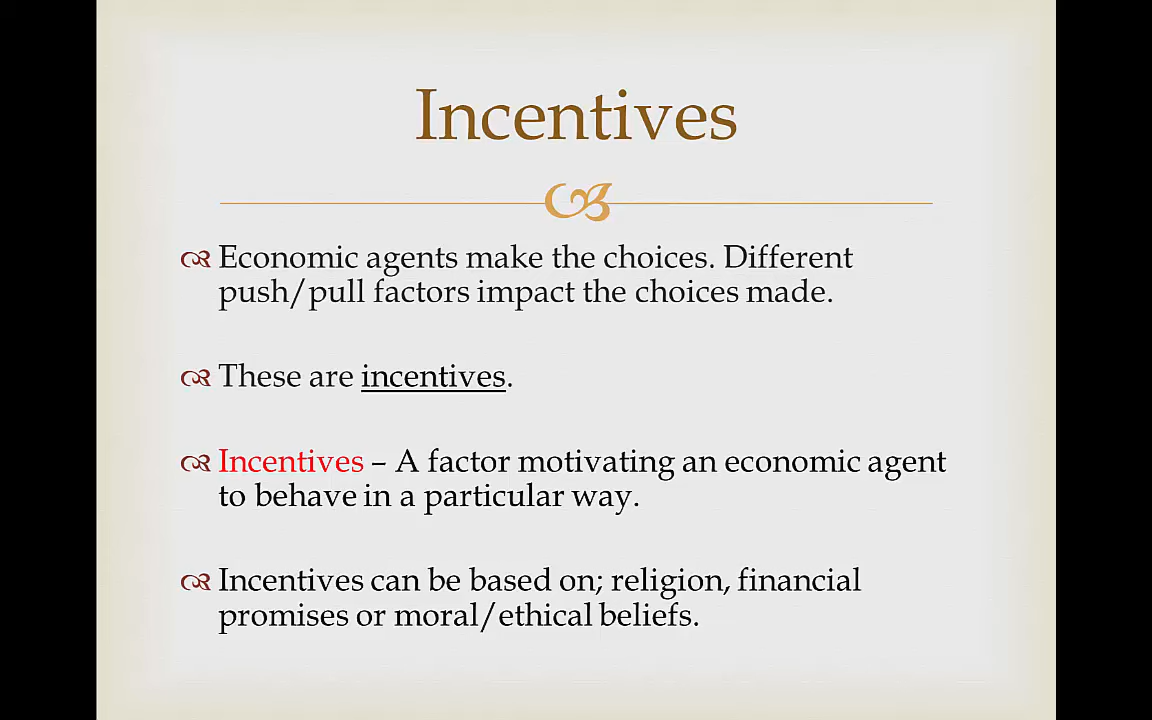 Incentives
Economic agents make the choices. Different
push/pull factors impact the choices made.
These are incentives.
Incentives – A factor motivating an economic agent
to behave in a particular way.
Incentives can be based on; religion, financial
promises or moral/ethical beliefs.